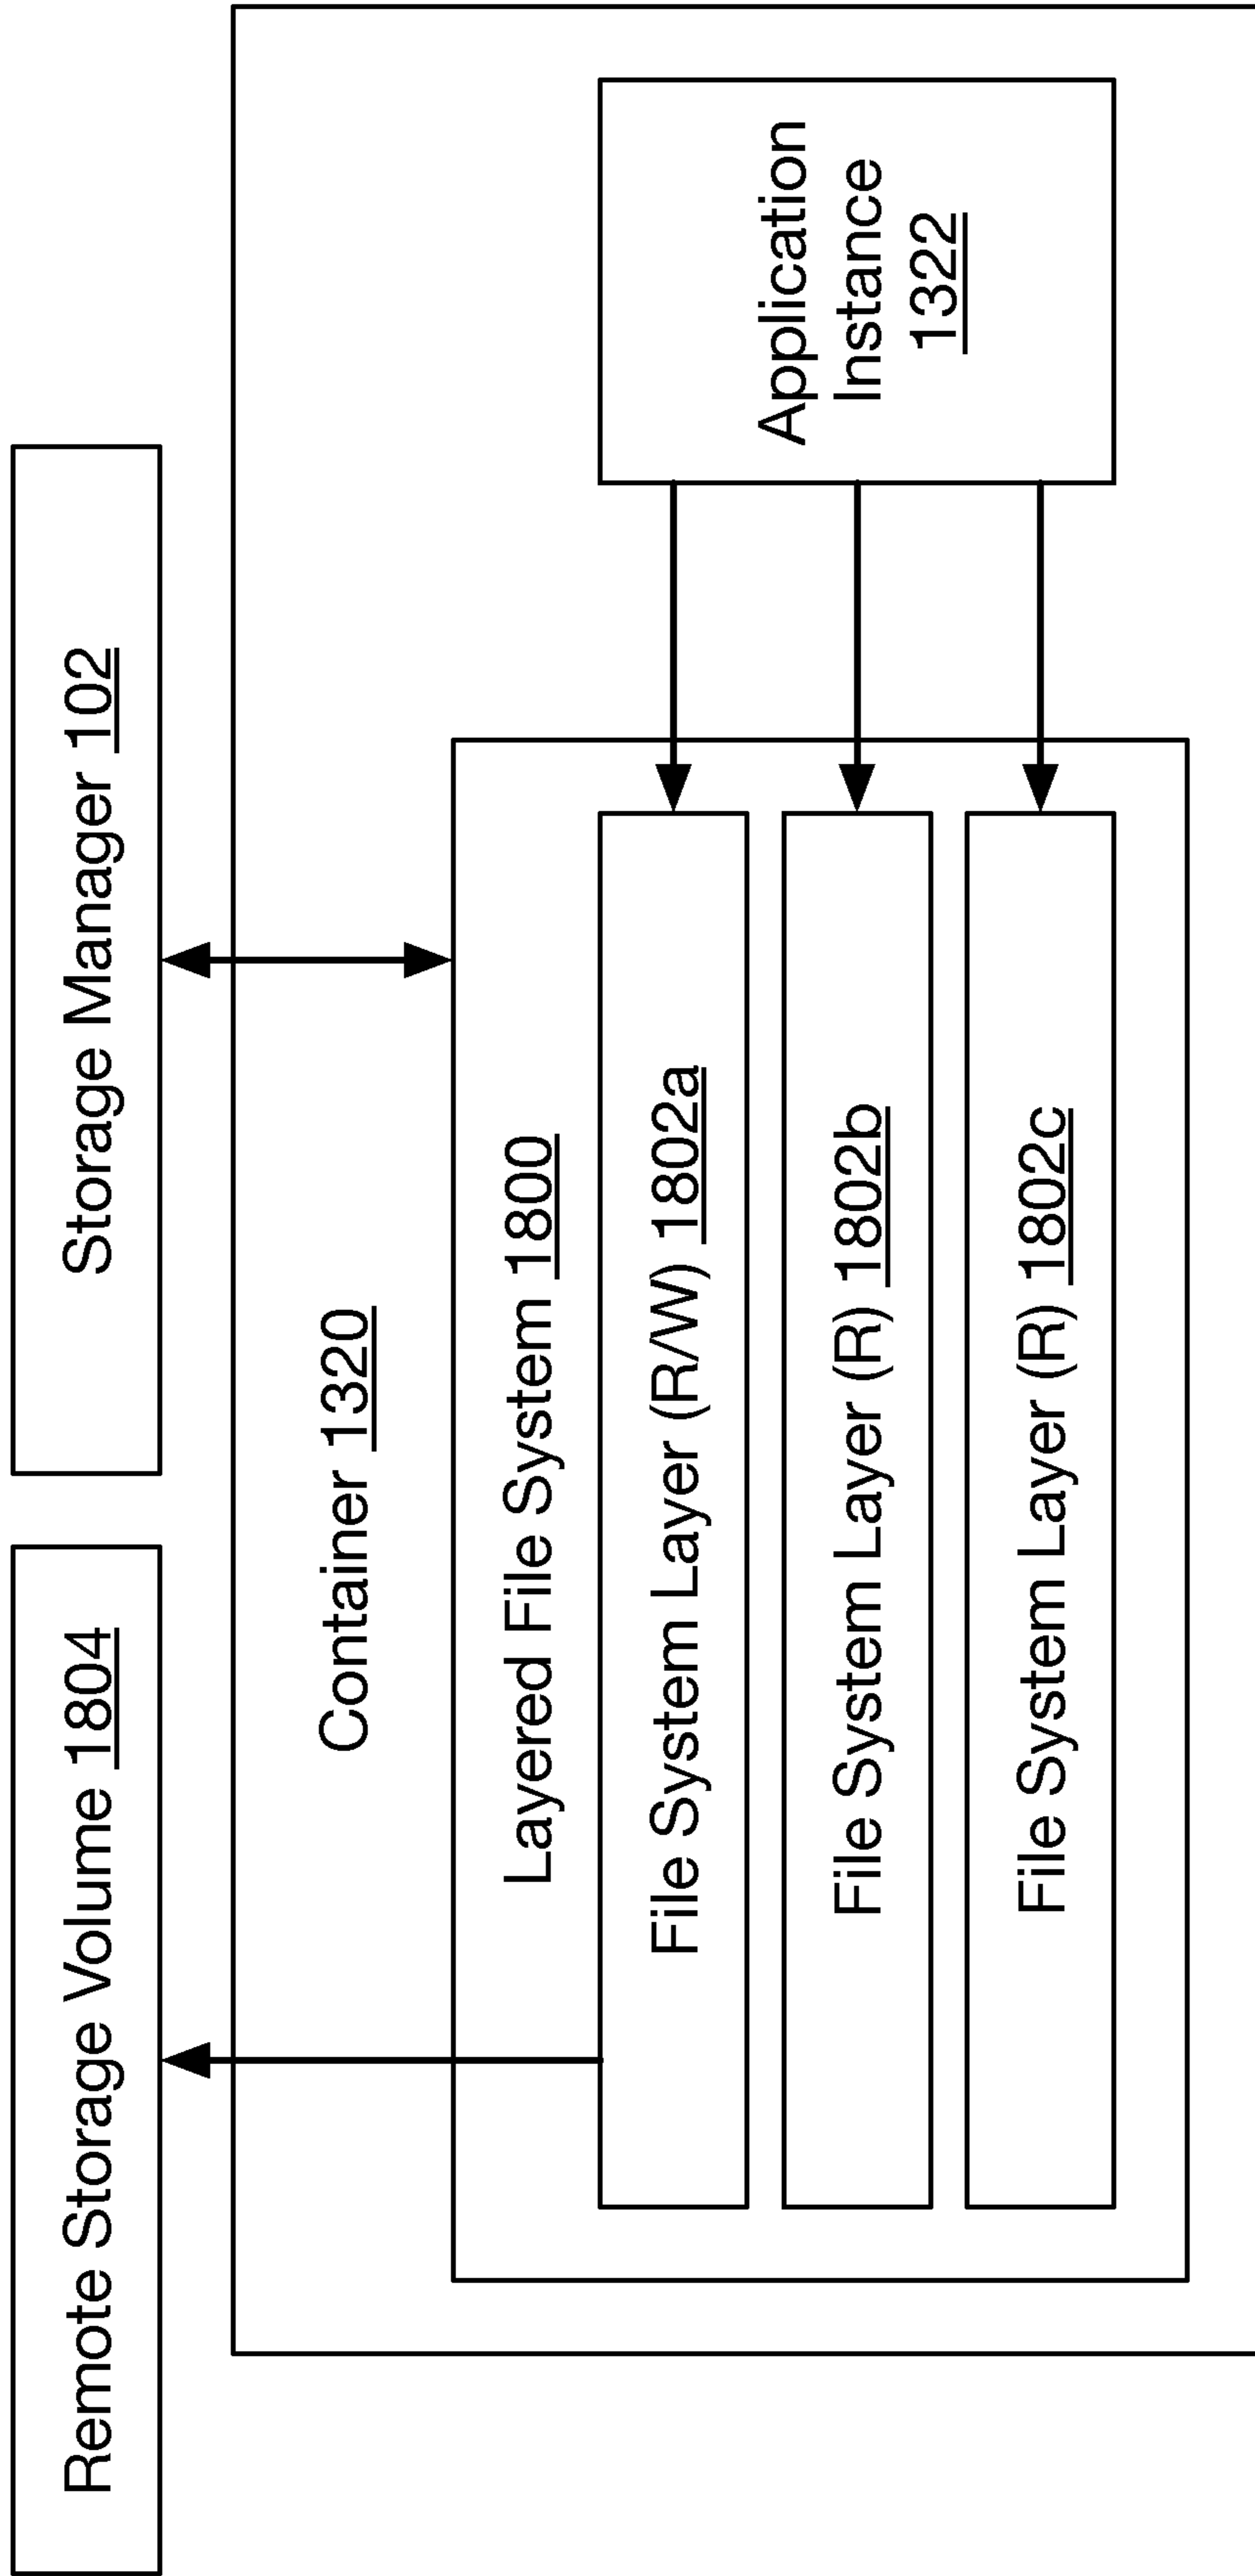 Remote Storage Volume 1804
Storage Manager 102
Container 1320
Layered File System 1800
File System Layer (R/W) 1802a
File System Layer (R) 1802b
File System Layer (R) 1802c
Application
Instance
1322